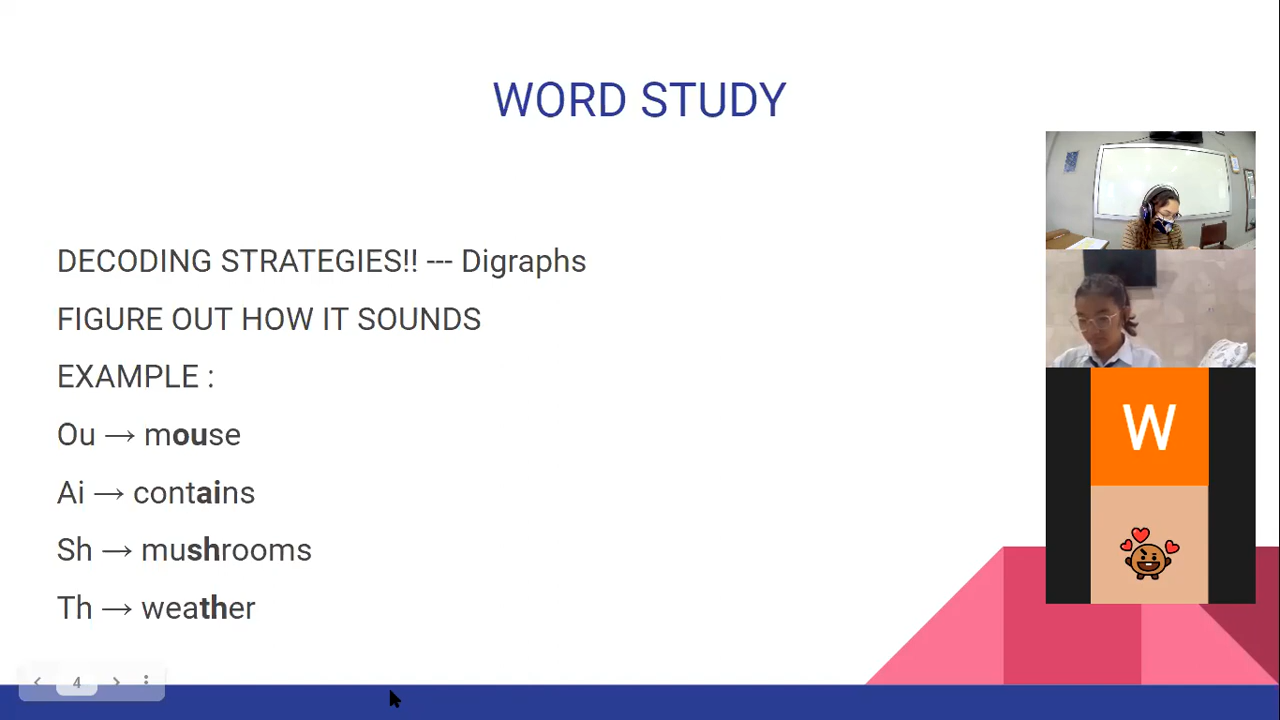 WORD STUDY
DECODING STRATEGIES!! --- Digraphs
FIGURE OUT HOW IT SOUNDS
EXAMPLE :
Ou → mouse
Ai → contains
Sh → mushrooms
Th → weather
W
4